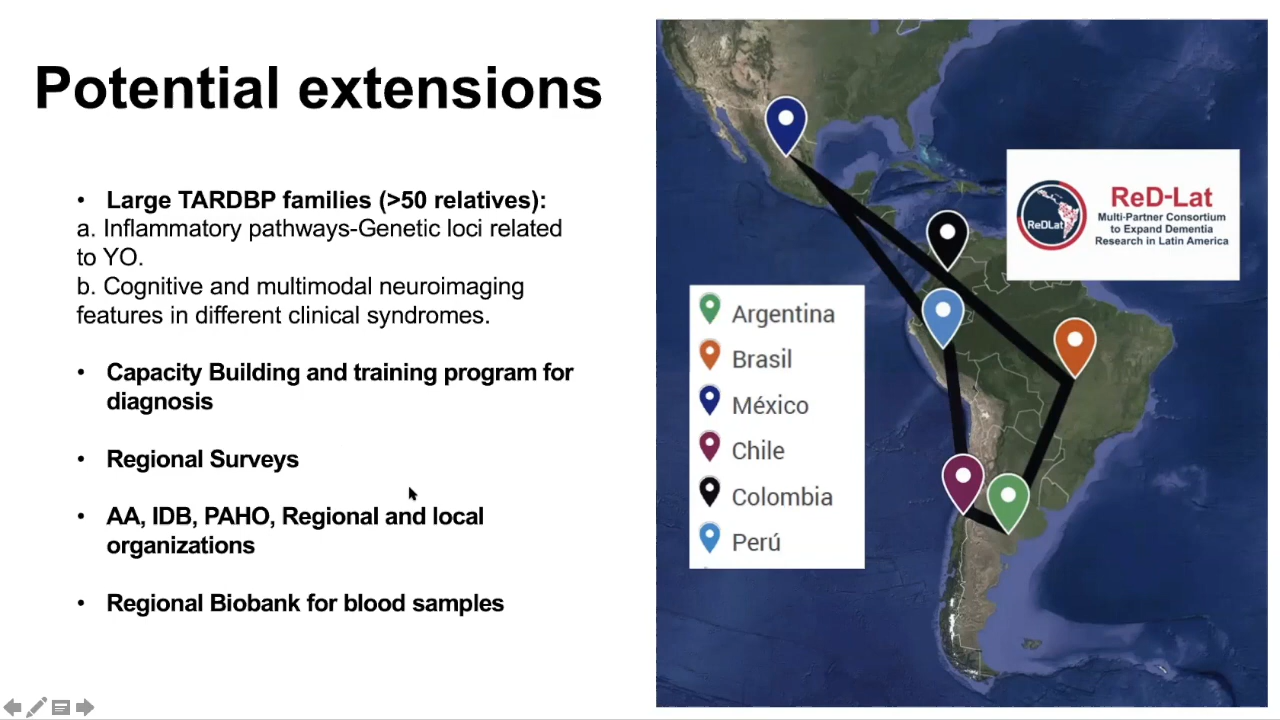 Potential extensions
• Large TARDBP families (>50 relatives):
a. Inflammatory pathways-Genetic loci related
to YO.
b. Cognitive and multimodal neuroimaging
features in different clinical syndromes.
• Capacity Building and training program for
diagnosis
• Regional Surveys
• AA, IDB, PAHO, Regional and local
organizations
• Regional Biobank for blood samples
ReDLat
ReD-Lat
Multi-Partner Consortium
to Expand Dementia
Research in Latin America
Argentina
Brasil
México
Chile
Colombia
Perú